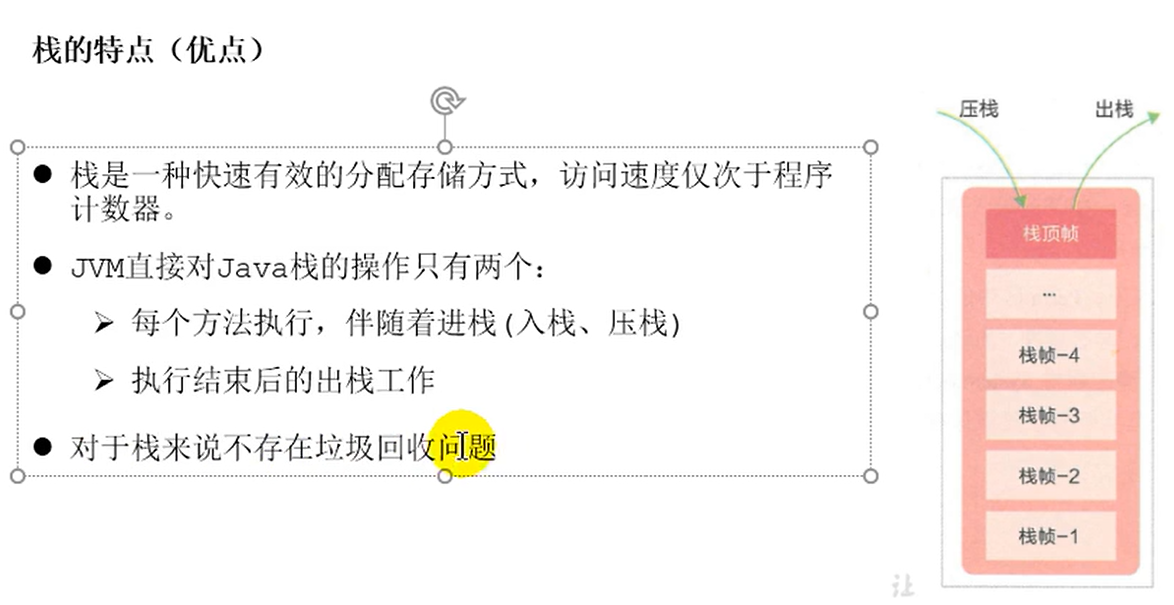 栈的特点（优点）
栈是一种快速有效的分配存储方式，访问速度仅次于程序
计数器。
JVM直接对Java栈的操作只有两个：
每个方法执行，伴随着进栈(入栈、压栈)
执行结束后的出栈工作
对于栈来说不存在垃圾回收问题
压栈
出栈
栈顶帧
...
栈帧-4
栈帧-3
栈帧-2
栈帧-1
让